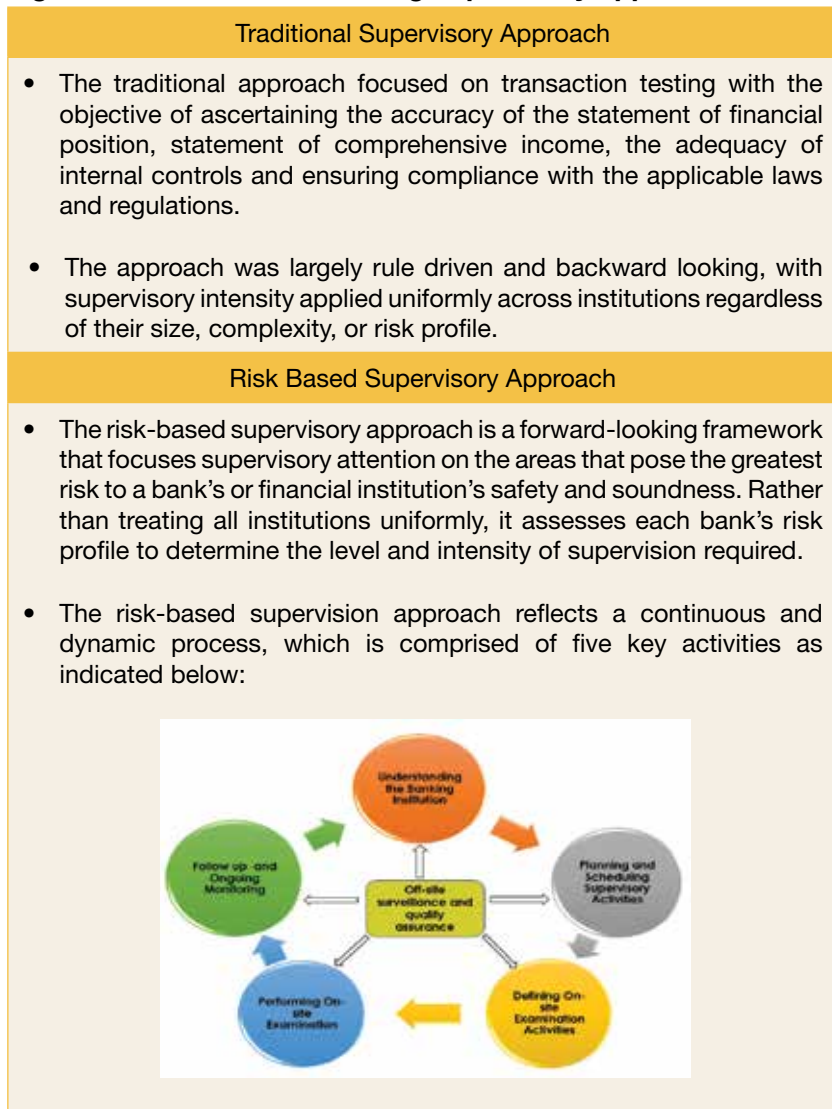 Traditional Supervisory Approach
• The traditional approach focused on transaction testing with the
objective of ascertaining the accuracy of the statement of financial
position, statement of comprehensive income, the adequacy of
internal controls and ensuring compliance with the applicable laws
and regulations.
• The approach was largely rule driven and backward looking, with
supervisory intensity applied uniformly across institutions regardless
of their size, complexity, or risk profile.
Risk Based Supervisory Approach
• The risk-based supervisory approach is a forward-looking framework
that focuses supervisory attention on the areas that pose the greatest
risk to a bank's or financial institution's safety and soundness. Rather
than treating all institutions uniformly, it assesses each bank's risk
profile to determine the level and intensity of supervision required.
• The risk-based supervision approach reflects a continuous and
dynamic process, which is comprised of five key activities as
indicated below:
Understanding
the Banking
Institution
Planning and
Scheduling
Supervisory
Activities
Defining On-
site
Examination
Activities
Performing On-
site
Examination
Follow up and
Ongoing
Monitoring
Off-site
surveillance and
quality
assurance